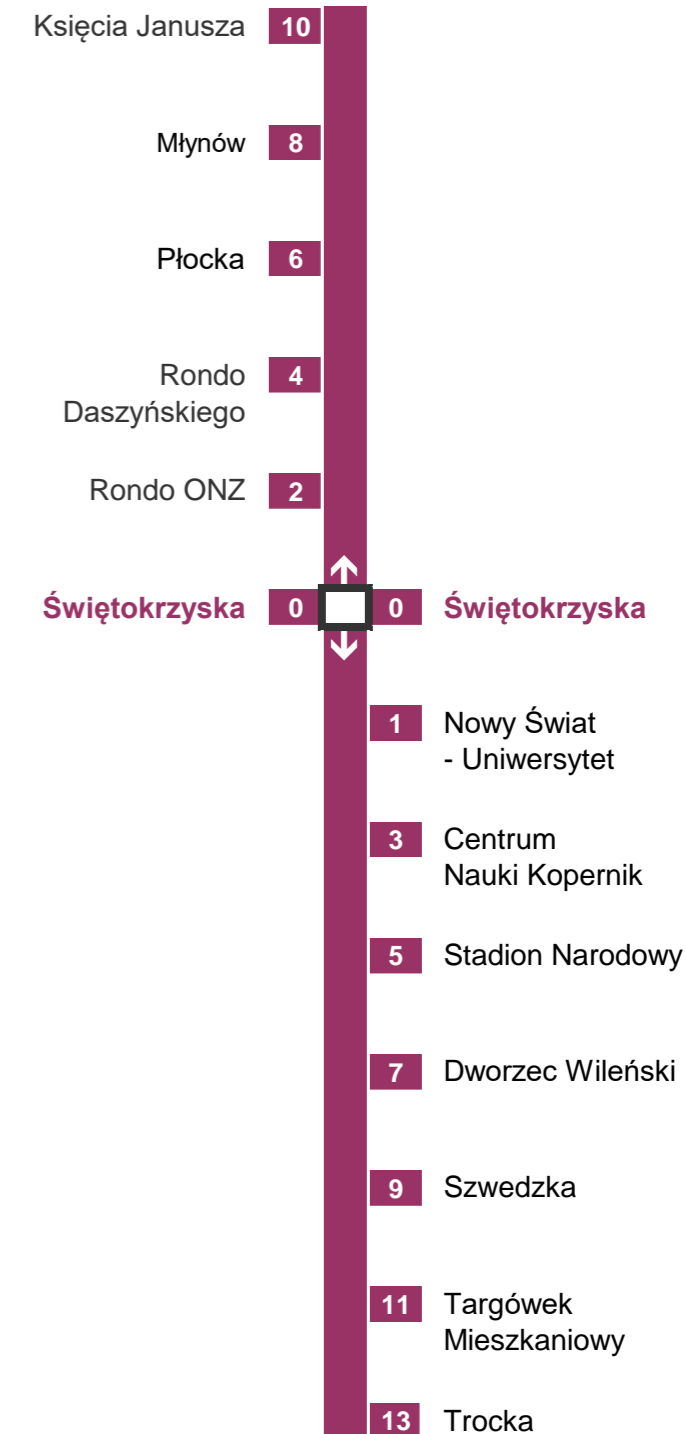 Księcia Janusza 10
Młynów 8
Płocka 6
Rondo 4
Daszyńskiego
Rondo ONZ 2
Świętokrzyska 0 0 Świętokrzyska
1 Nowy Świat
- Uniwersytet
3 Centrum
Nauki Kopernik
5 Stadion Narodowy
7 Dworzec Wileński
9 Szwedzka
11 Targówek
Mieszkaniowy
13 Trocka